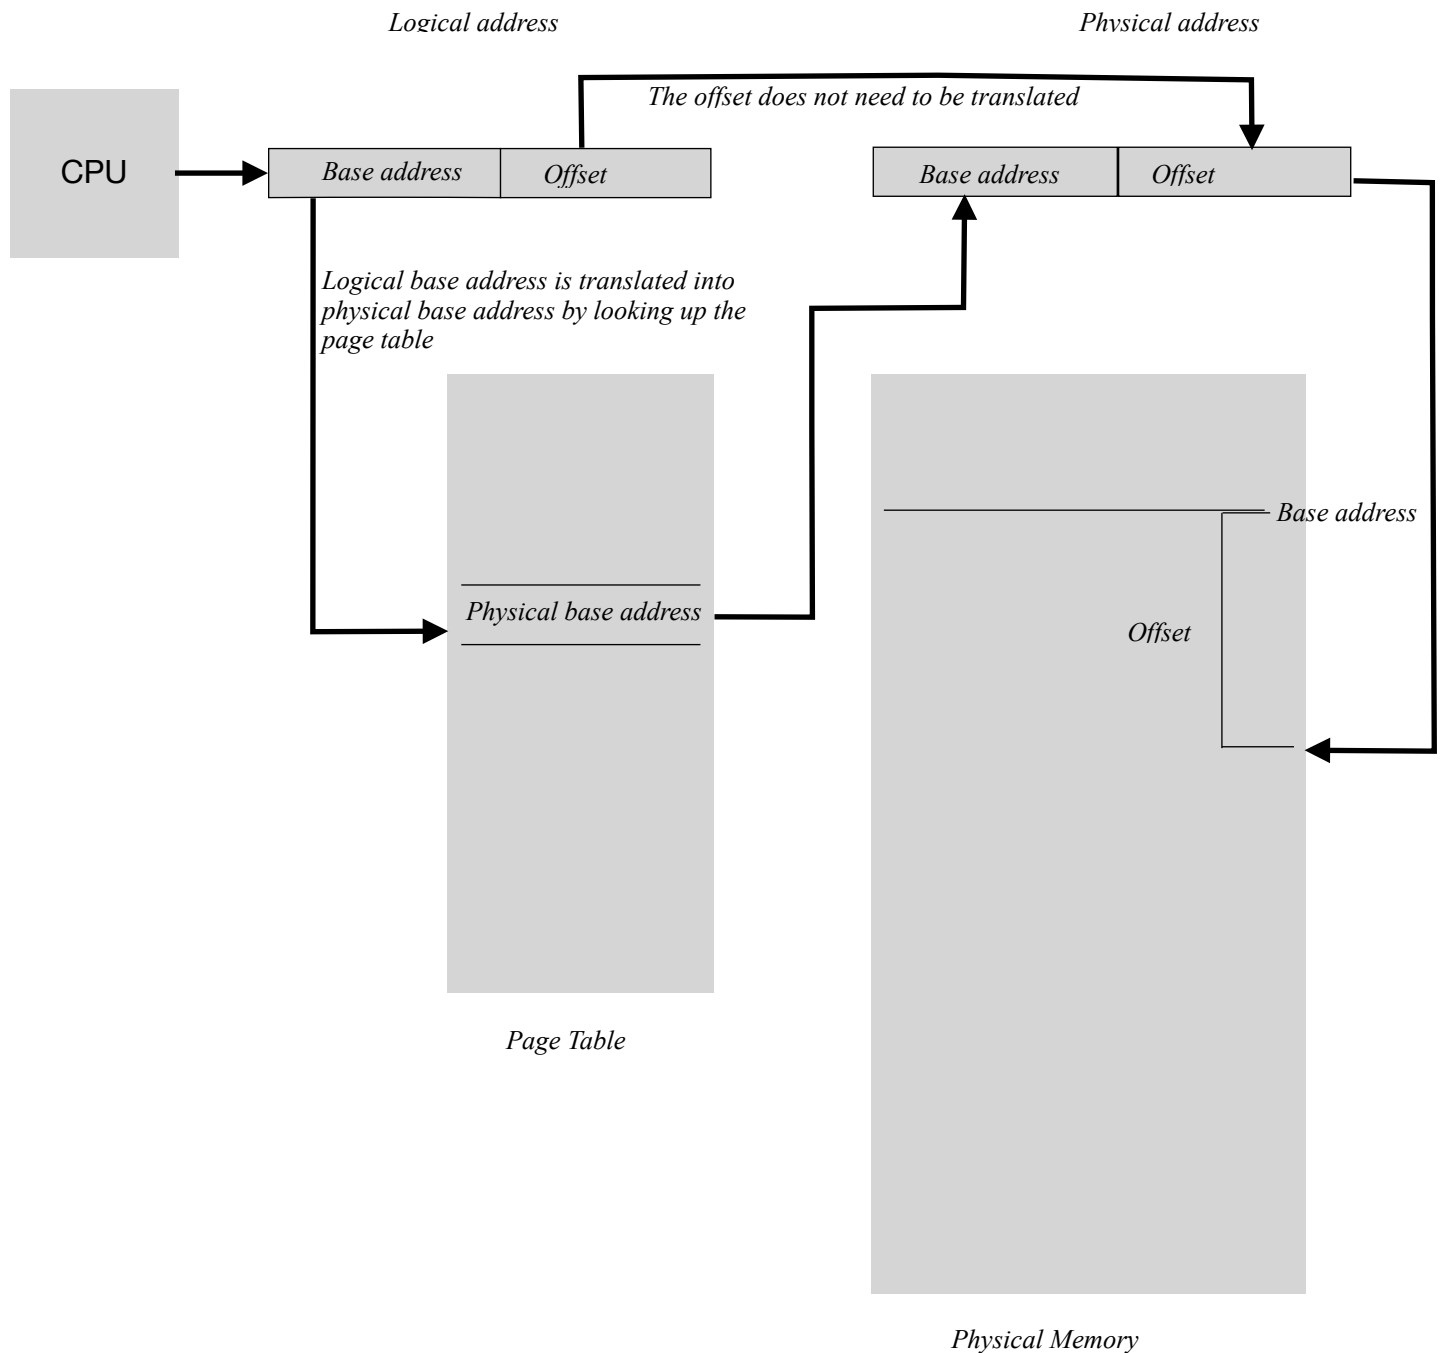 Logical address
Physical address
The offset does not need to be translated
CPU
Base address
Offset
Base address
Offset
Logical base address is translated into
physical base address by looking up the
page table
Base address
Physical base address
Offset
Page Table
Physical Memory